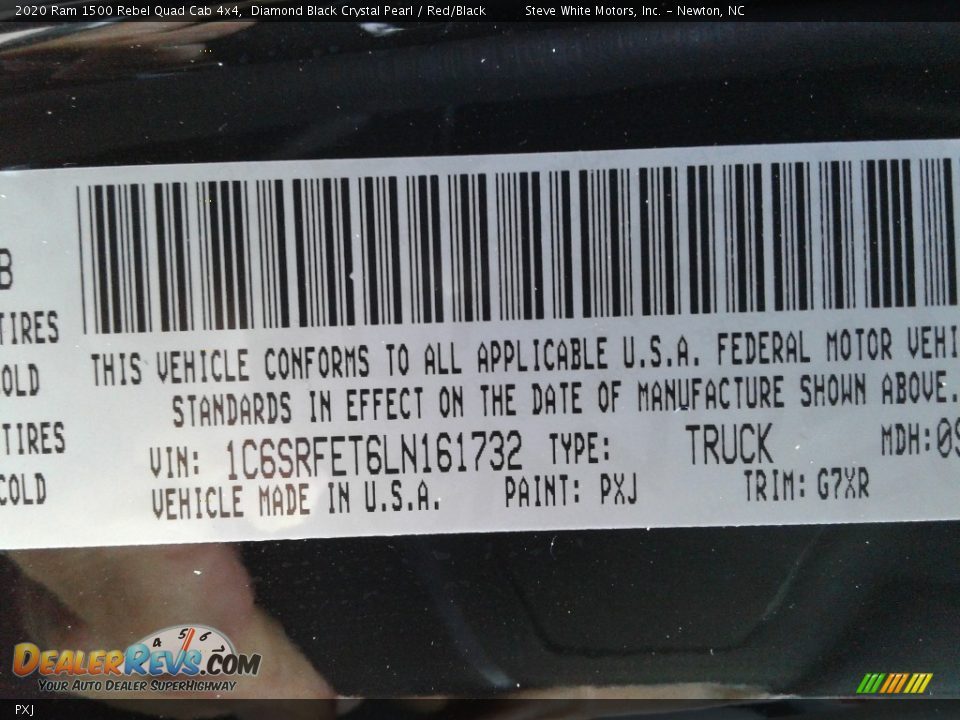 2020 Ram 1500 Rebel Quad Cab 4x4, Diamond Black Crystal Pearl / Red/Black Steve White Motors, Inc. – Newton, NC
B
TIRES
OLD
TIRES
COLD
THIS VEHICLE CONFORMS TO ALL APPLICABLE U.S.A. FEDERAL MOTOR VEHI
STANDARDS IN EFFECT ON THE DATE OF MANUFACTURE SHOWN ABOVE.
VIN: 1C6SRFET6LN161732 TYPE: TRUCK MDH:0
VEHICLE MADE IN U.S.A. PAINT: PXJ TRIM: G7XR
4 5 6
DEALERREVS.COM
YOUR AUTO DEALER SUPERHIGHWAY
PXJ